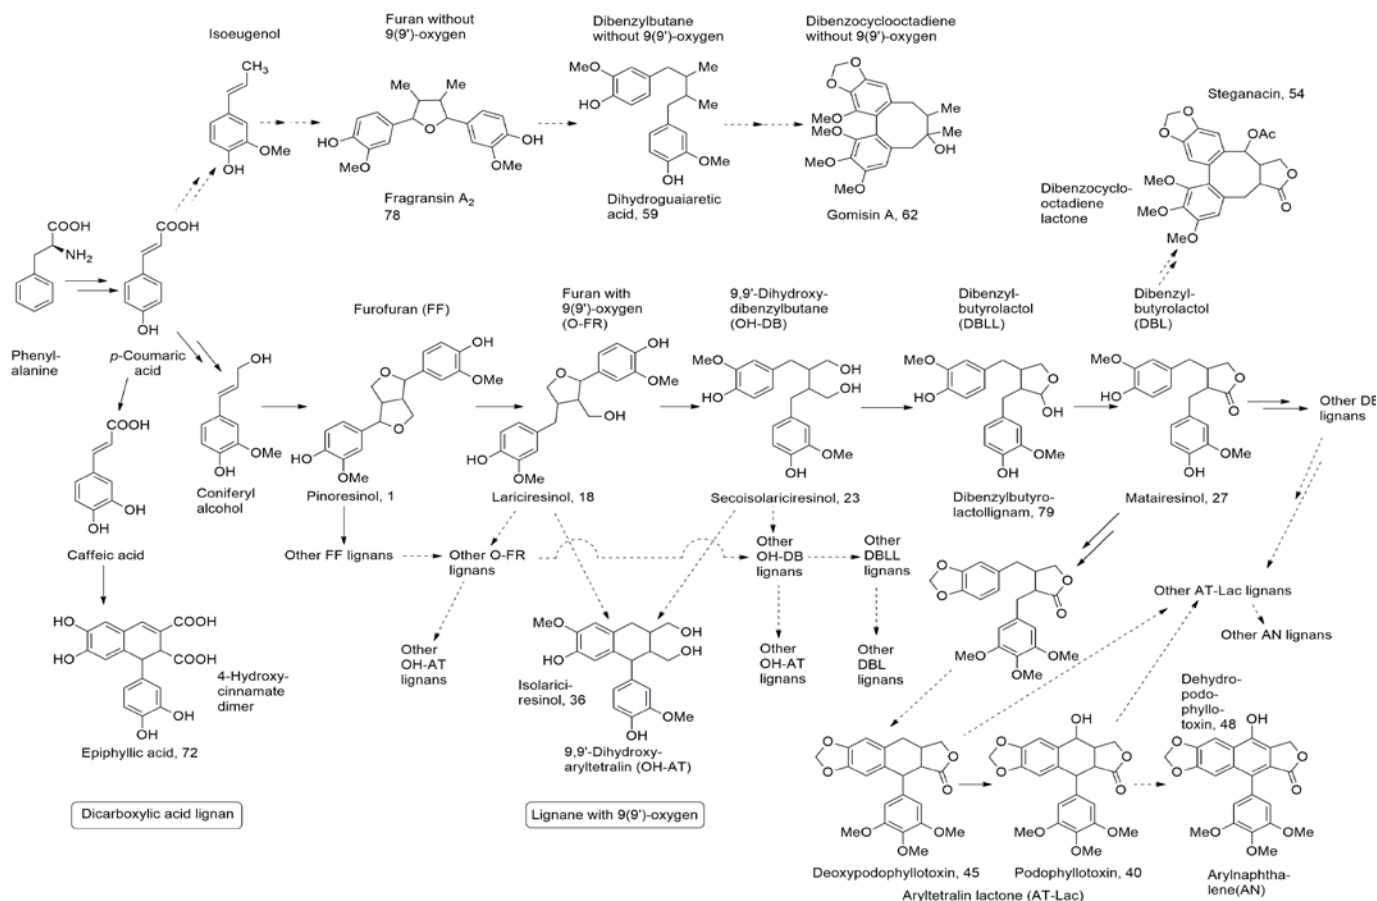 Isoeugenol
Furan without
9(9')-oxygen
Dibenzylbutane
without 9(9')-oxygen
Dibenzocyclooctadiene
without 9(9')-oxygen
CH3
OMe
OH
Me
Me
HO
MeO
O
OH
OMe
Fragransin A2
78
MeO
HO
Me
Me
OMe
OH
Dihydroguaiaretic
acid, 59
O
O
MeO
MeO
MeO
OMe
Me
Me
OH
Gomisin A, 62
Steganacin, 54
O
O
OAc
O
O
MeO
MeO
MeO
Dibenzocyclo-
octadiene
lactone
COOH
NH2
Phenyl-
alanine
COOH
OH
p-Coumaric
acid
COOH
OH
OH
Caffeic acid
OH
OMe
OH
Coniferyl
alcohol
Furofuran (FF)
OH
OMe
O
O
HO
OMe
Pinoresinol, 1
Furan with
9(9')-oxygen
(O-FR)
OH
OMe
O
OH
HO
OMe
Lariciresinol, 18
9,9'-Dihydroxy-
dibenzylbutane
(OH-DB)
MeO
HO
OH
OH
OMe
OH
Secoisolariciresinol, 23
Dibenzyl-
butyrolactol
(DBLL)
MeO
HO
O
OH
OMe
OH
Dibenzylbutyro-
lactollignam, 79
Dibenzyl-
butyrolactol
(DBL)
MeO
HO
O
O
OMe
OH
Matairesinol, 27
Other DB
lignans
Other FF lignans
Other O-FR
lignans
Other
OH-DB
lignans
Other
DBLL
lignans
Other
OH-AT
lignans
Other
OH-AT
lignans
Other
DBL
lignans
Other AT-Lac lignans
Other AN lignans
HO
HO
COOH
COOH
OH
OH
4-Hydroxy-
cinnamate
dimer
Epiphyllic acid, 72
Dicarboxylic acid lignan
MeO
HO
OH
OH
OMe
OH
Isolarici-
resinol, 36
9,9'-Dihydroxy-
aryltetralin (OH-AT)
Lignane with 9(9')-oxygen
O
O
O
O
MeO
OMe
OMe
O
O
O
O
MeO
OMe
OMe
Deoxypodophyllotoxin, 45
OH
O
O
O
O
MeO
OMe
OMe
Podophyllotoxin, 40
Aryltetralin lactone (AT-Lac)
Dehydro-
podo-
phyllo-
toxin, 48
OH
O
O
O
O
MeO
OMe
OMe
Arylnaphtha-
lene(AN)